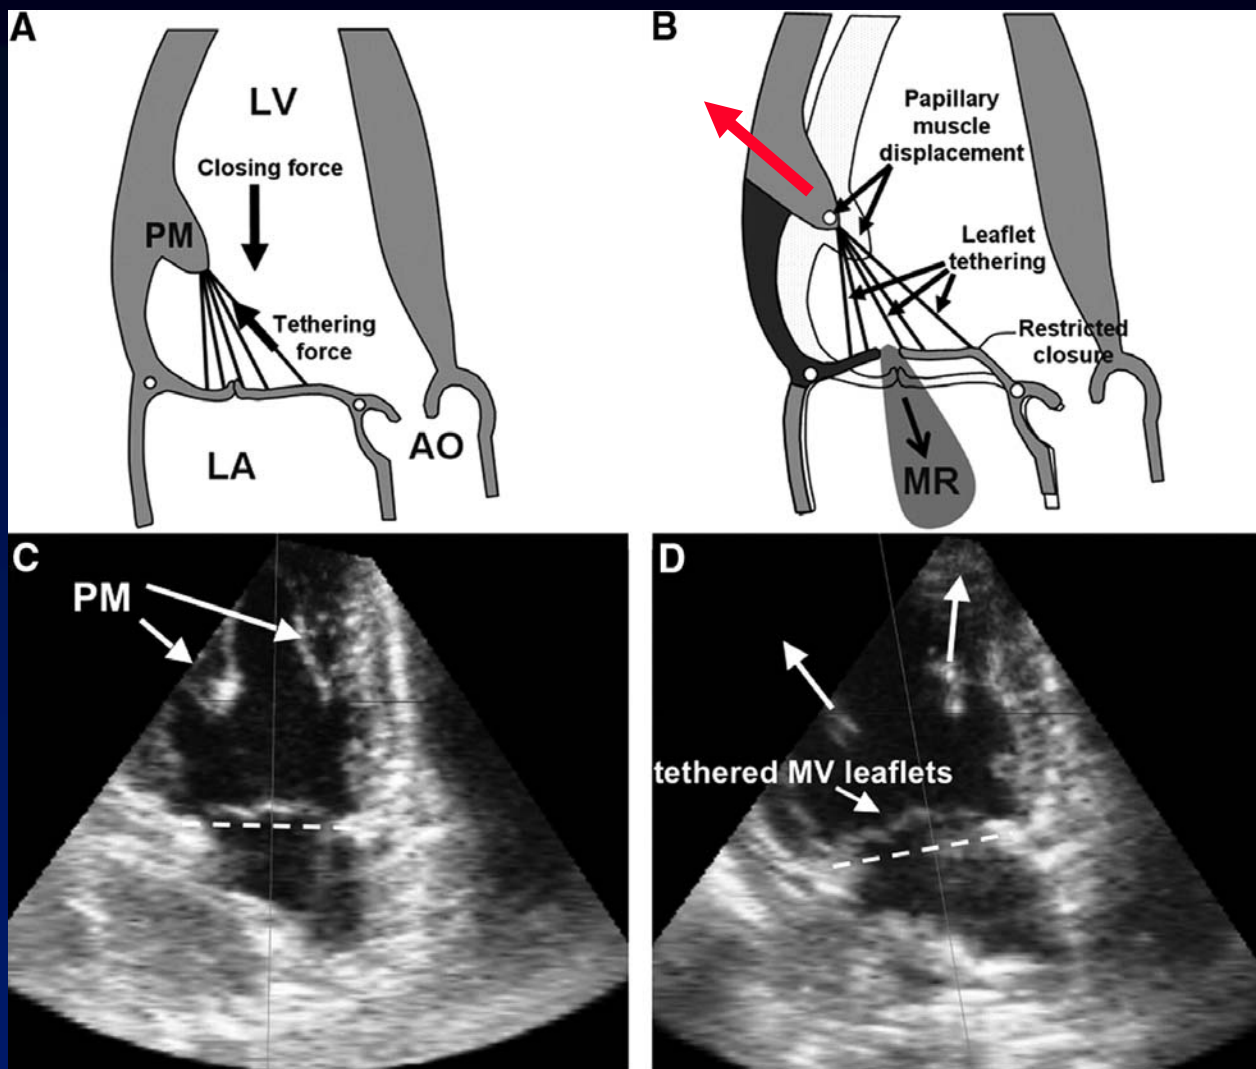 A
LV
Closing force
PM
Tethering
force
LA
AO
B
Papillary
muscle
displacement
Leaflet
tethering
Restricted
closure
MR
C
PM
D
tethered MV leaflets